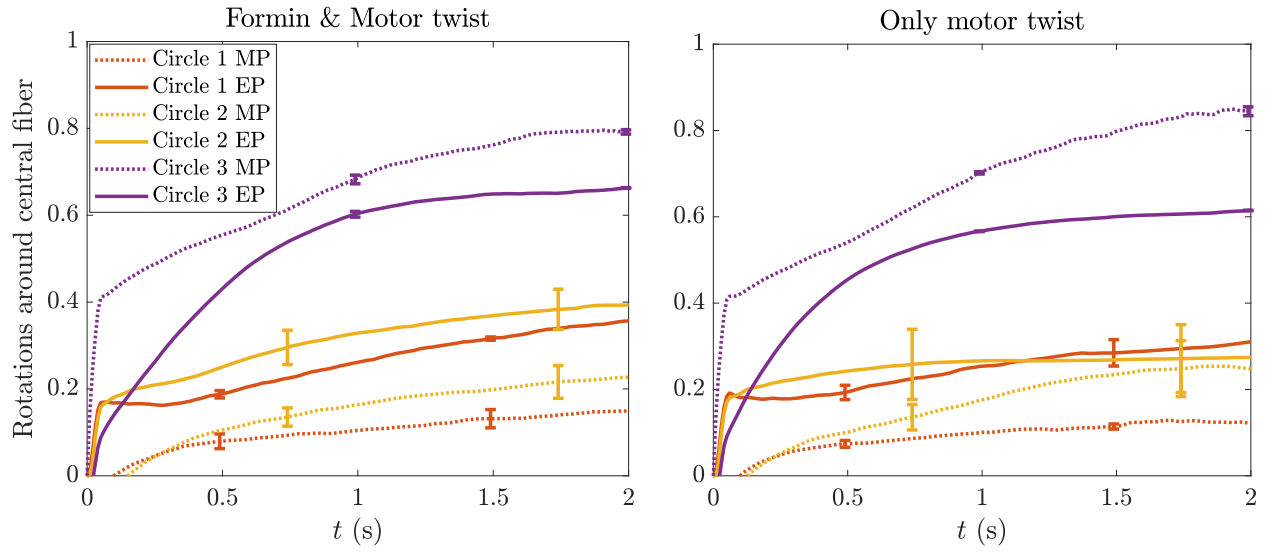 Formin & Motor twist
Rotations around central fiber
1
0.8
0.6
0.4
0.2
0
Circle 1 MP
Circle 1 EP
Circle 2 MP
Circle 2 EP
Circle 3 MP
Circle 3 EP
0 0.5 1 1.5 2
t (s)
Only motor twist
1
0.8
0.6
0.4
0.2
0
0 0.5 1 1.5 2
t (s)